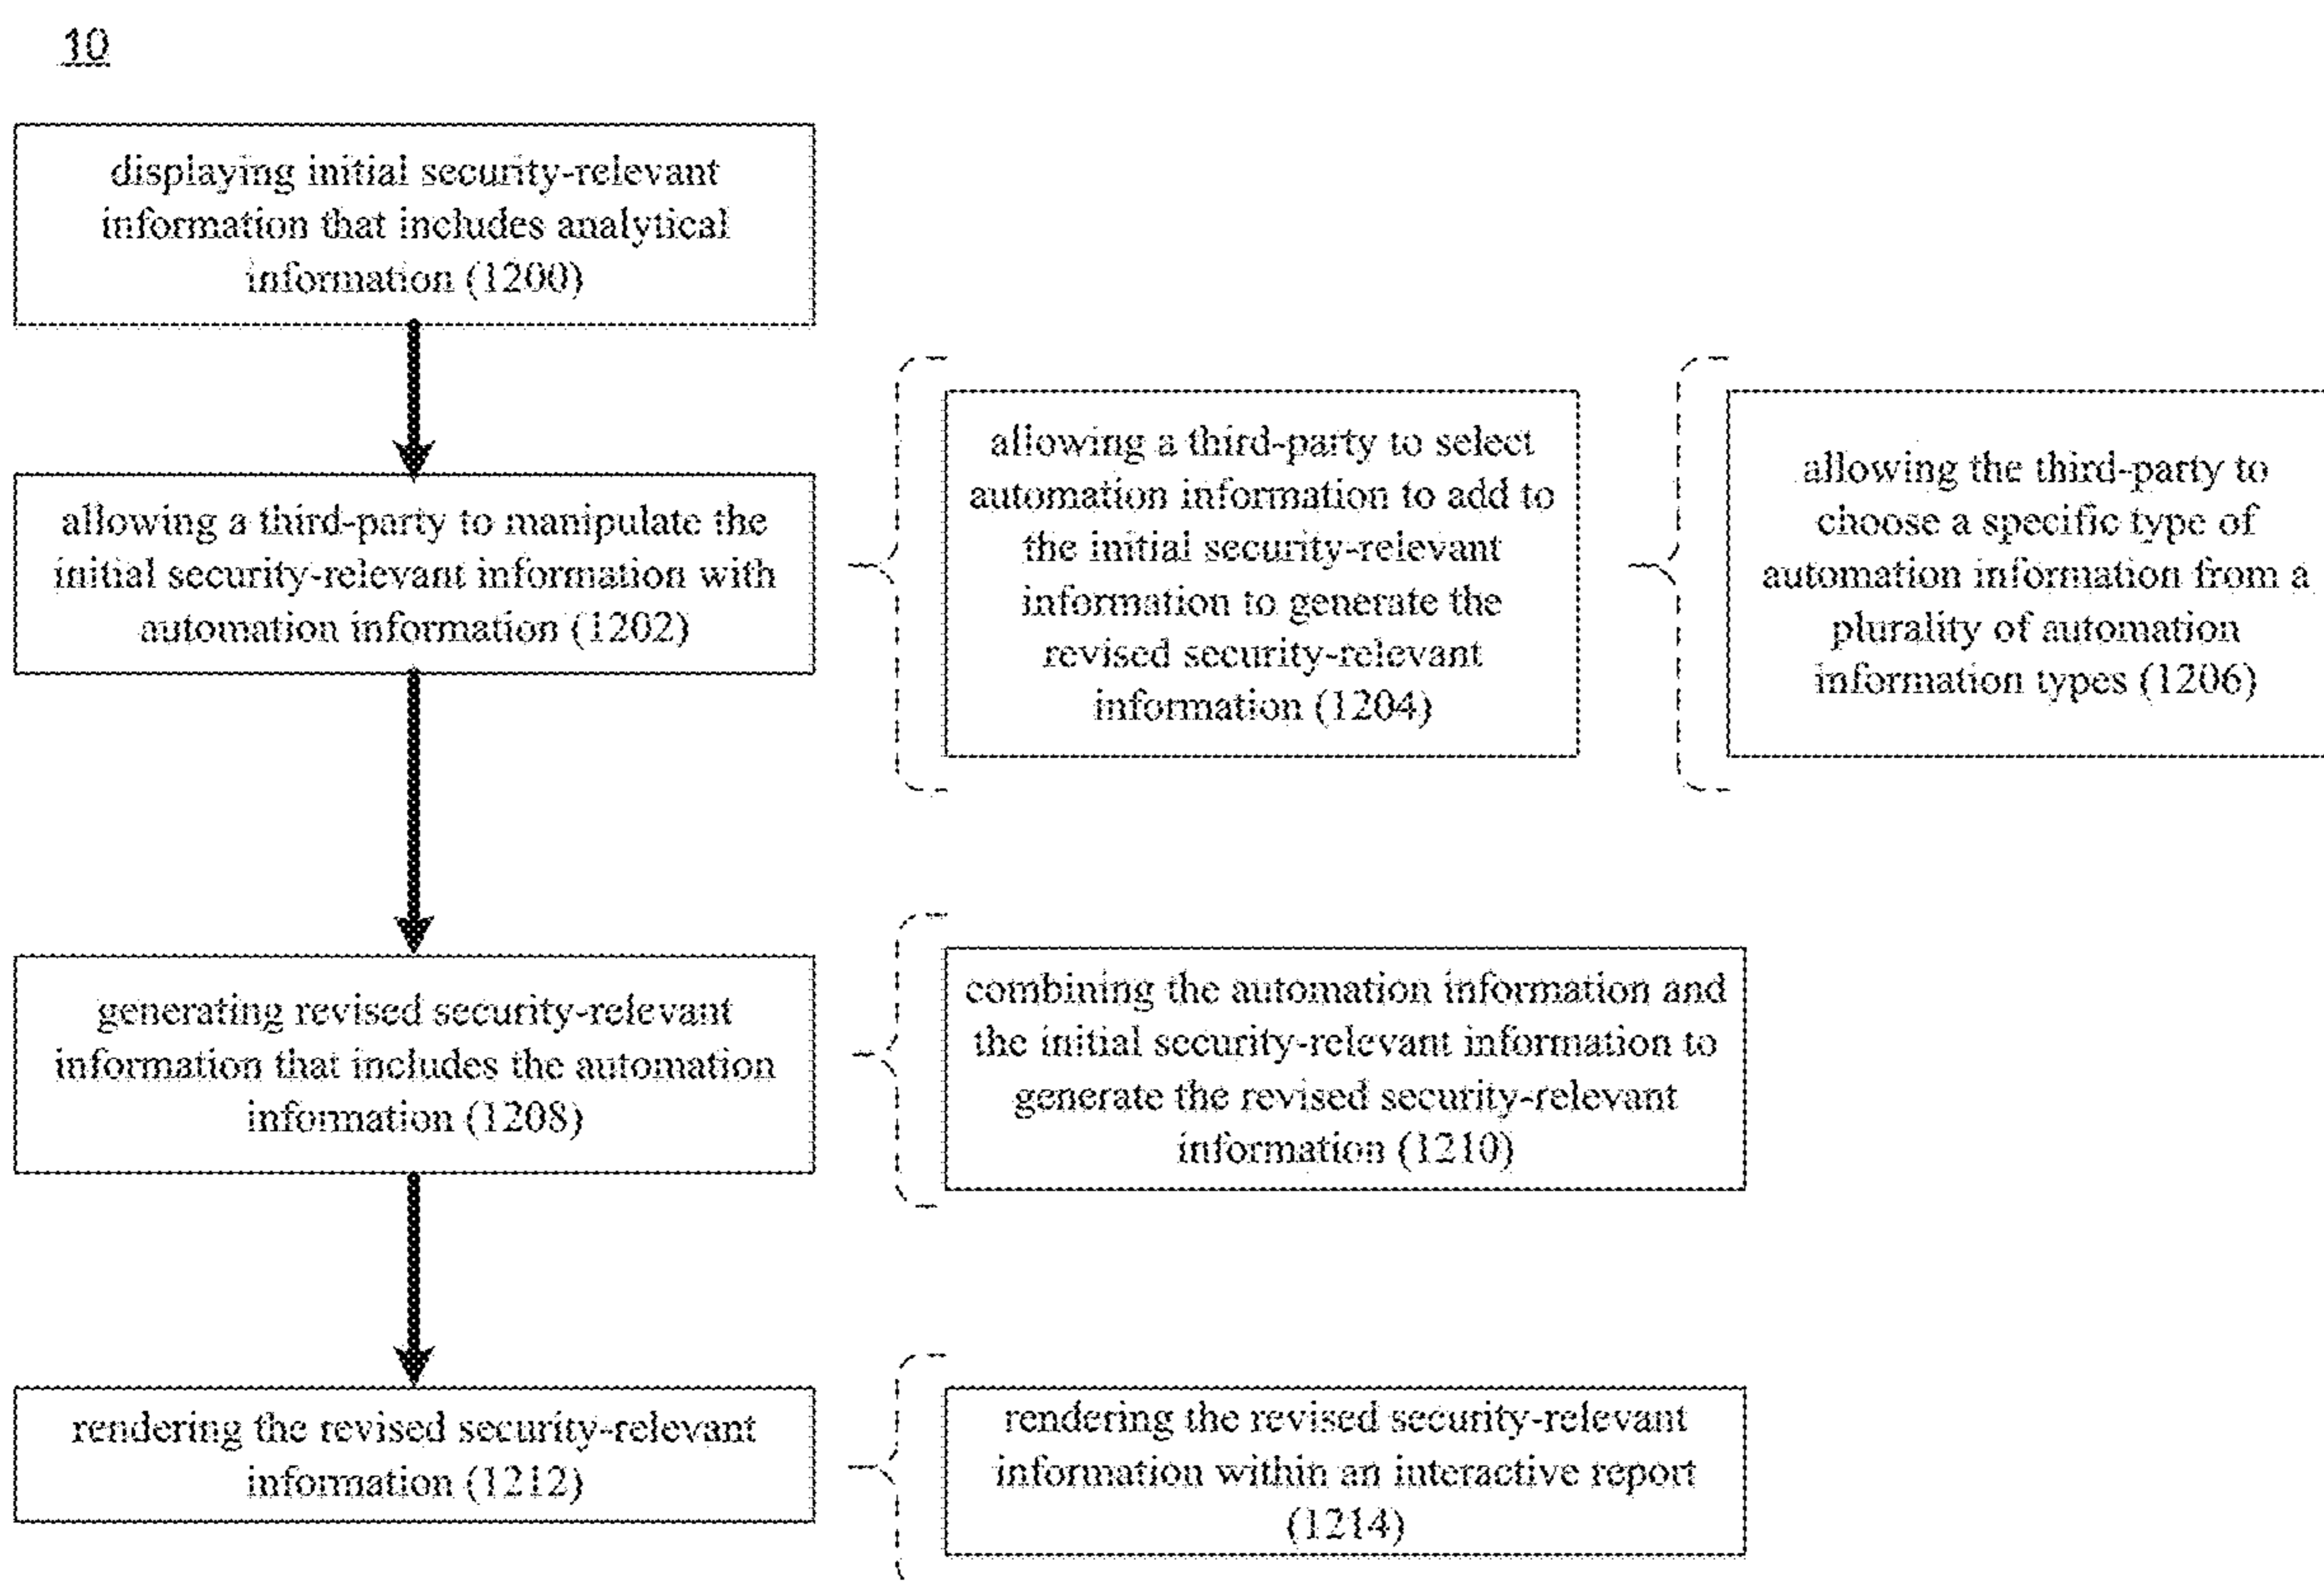 10
displaying initial security-relevant
information that includes analytical
information (1200)
allowing a third-party to manipulate the
initial security-relevant information with
automation information (1202)
allowing a third-party to select
automation information to add to
the initial security-relevant
information to generate the
revised security-relevant
information (1204)
allowing the third-party to
choose a specific type of
automation information from a
plurality of automation
information types (1206)
generating revised security-relevant
information that includes the automation
information (1208)
combining the automation information and
the initial security-relevant information to
generate the revised security-relevant
information (1210)
rendering the revised security-relevant
information (1212)
rendering the revised security-relevant
information within an interactive report
(1214)